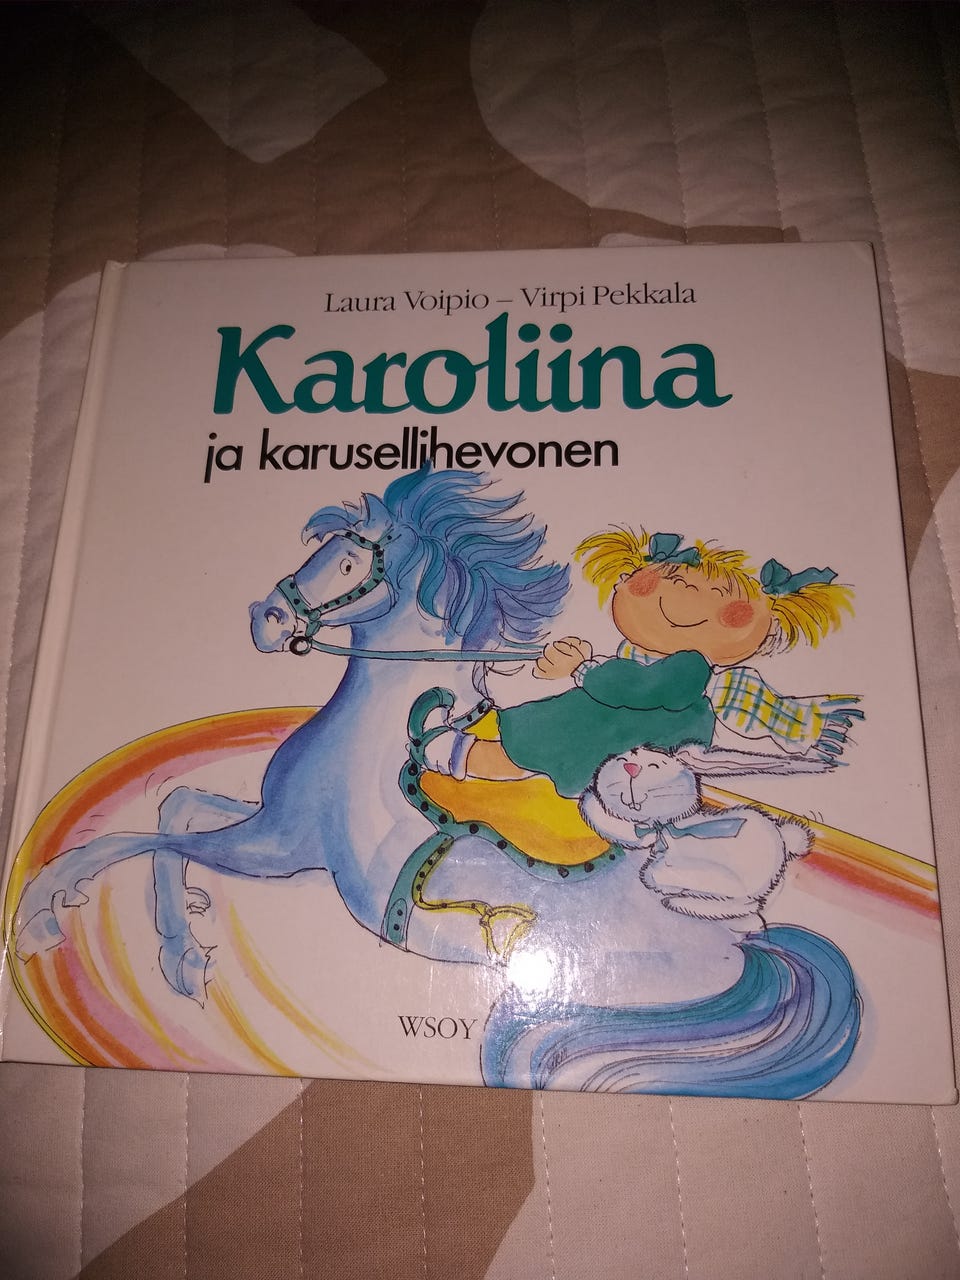 Laura Voipio – Virpi Pekkala
Karoliina
ja karusellihevonen
WSOY